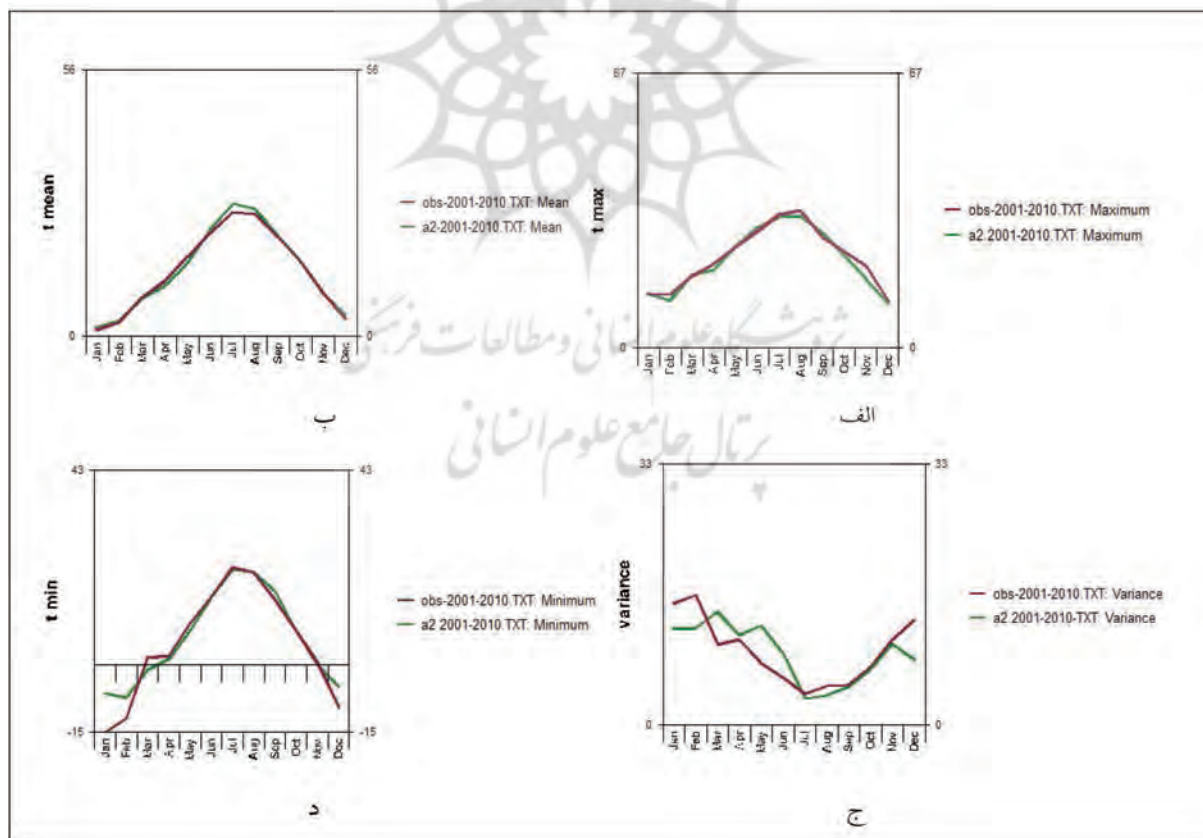 56
56
t mean
0
0
Jan
Feb
Mar
Apr
May
Jun
Jul
Aug
Sep
Oct
Nov
Dec
obs-2001-2010.TXT: Mean
a2-2001-2010.TXT: Mean
ب
67
67
t max
0
0
Jan
Feb
Mar
Apr
May
Jun
Jul
Aug
Sep
Oct
Nov
Dec
obs-2001-2010.TXT: Maximum
a2 2001-2010.TXT: Maximum
الف
پژوهشگاه علوم انسانی و مطالعات فرهنگی
پرتال جامع علوم انسانی
43
43
t min
-15
-15
Jan
Feb
Mar
Apr
May
Jun
Jul
Aug
Sep
Oct
Nov
Dec
obs-2001-2010.TXT: Minimum
a2 2001-2010.TXT: Minimum
د
33
33
variance
0
0
Jan
Feb
Mar
Apr
May
Jun
Jul
Aug
Sep
Oct
Nov
Dec
obs-2001-2010.TXT: Variance
a2 2001-2010-TXT: Variance
ج